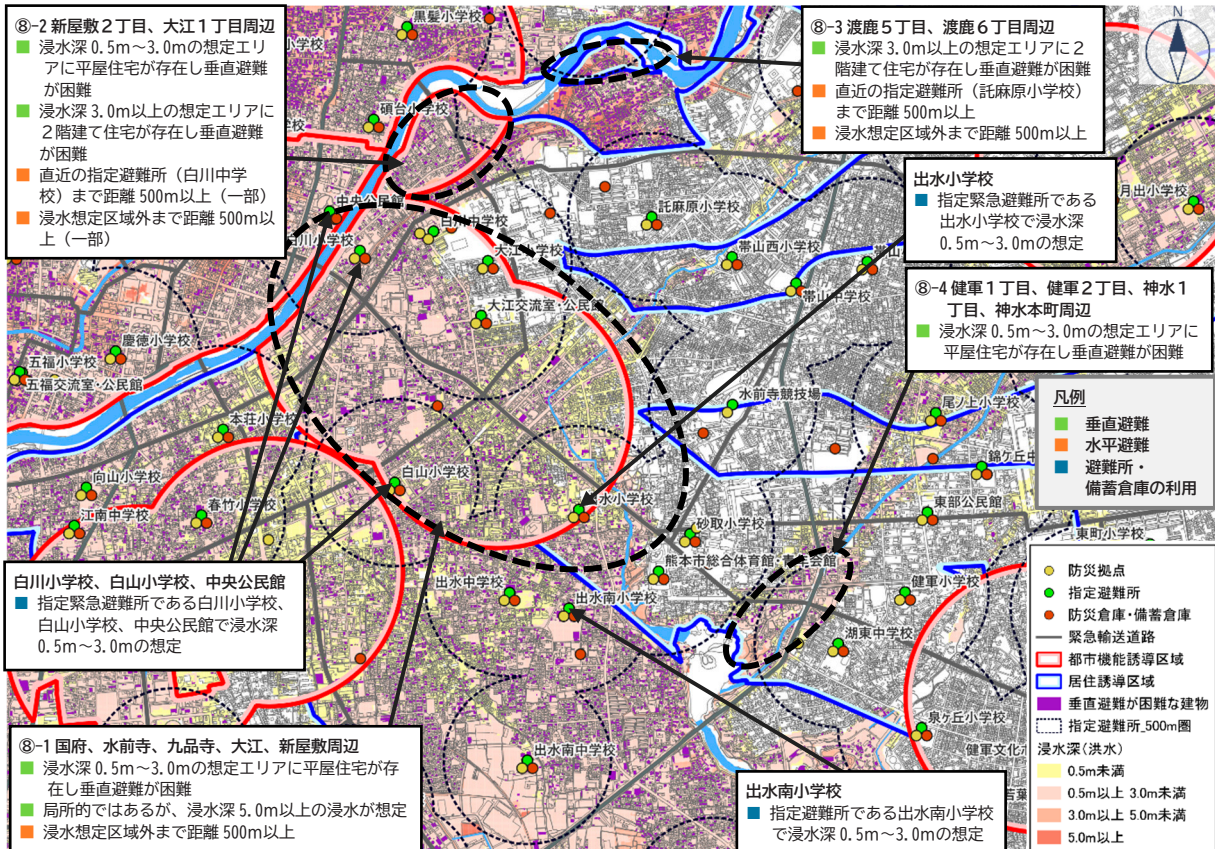 ⑧-2 新屋敷2丁目、大江1丁目周辺
■ 浸水深 0.5m~3.0mの想定エリ
アに平屋住宅が存在し垂直避難
が困難
■ 浸水深 3.0m以上の想定エリアに
2階建て住宅が存在し垂直避難
が困難
■ 直近の指定避難所（白川中学
校）まで距離 500m以上（一部）
■ 浸水想定区域外まで距離 500m以
上（一部）
⑧-3 渡鹿5丁目、渡鹿6丁目周辺
■ 浸水深 3.0m以上の想定エリアに2
階建て住宅が存在し垂直避難が困難
■ 直近の指定避難所（託麻原小学校）
まで距離 500m以上
■ 浸水想定区域外まで距離 500m以上
出水小学校
■ 指定緊急避難所である
出水小学校で浸水深
0.5m~3.0mの想定
⑧-4 健軍1丁目、健軍2丁目、神水1
丁目、神水本町周辺
■ 浸水深 0.5m~3.0mの想定エリアに
平屋住宅が存在し垂直避難が困難
凡例
■ 垂直避難
■ 水平避難
■ 避難所・
備蓄倉庫の利用
黒髪小学校
小学校
碩台小学校
学校
中央公民館
白川小学校
白川中学校
大江小学校
大江交流室・公民館
託麻原小学校
帯山西小学校
帯山
帯山中学校
月出小学校
慶徳小学校
五福小学校
五福交流室・公民館
本荘小学校
向山小学校
江南中学校
春竹小学校
白山小学校
水小学校
水前寺競技場
尾ノ上小学校
錦ケ丘中
東部公民館
東町小学校
砂取小学校
熊本市総合体育館・青年会館
出水中学校
出水南小学校
健軍小学校
湖東中学校
泉ヶ丘小学校
健軍文化ホ
若葉
出水南中学校
白川小学校、白山小学校、中央公民館
■ 指定緊急避難所である白川小学校、
白山小学校、中央公民館で浸水深
0.5m~3.0mの想定
⑧-1 国府、水前寺、九品寺、大江、新屋敷周辺
■ 浸水深 0.5m~3.0mの想定エリアに平屋住宅が存
在し垂直避難が困難
■ 局所的ではあるが、浸水深 5.0m以上の浸水が想定
■ 浸水想定区域外まで距離 500m以上
出水南小学校
■ 指定避難所である出水南小学校
で浸水深 0.5m~3.0mの想定
防災拠点
指定避難所
防災倉庫・備蓄倉庫
緊急輸送道路
都市機能誘導区域
居住誘導区域
垂直避難が困難な建物
指定避難所_500m圏
浸水深（洪水）
0.5m未満
0.5m以上 3.0m未満
3.0m以上 5.0m未満
5.0m以上